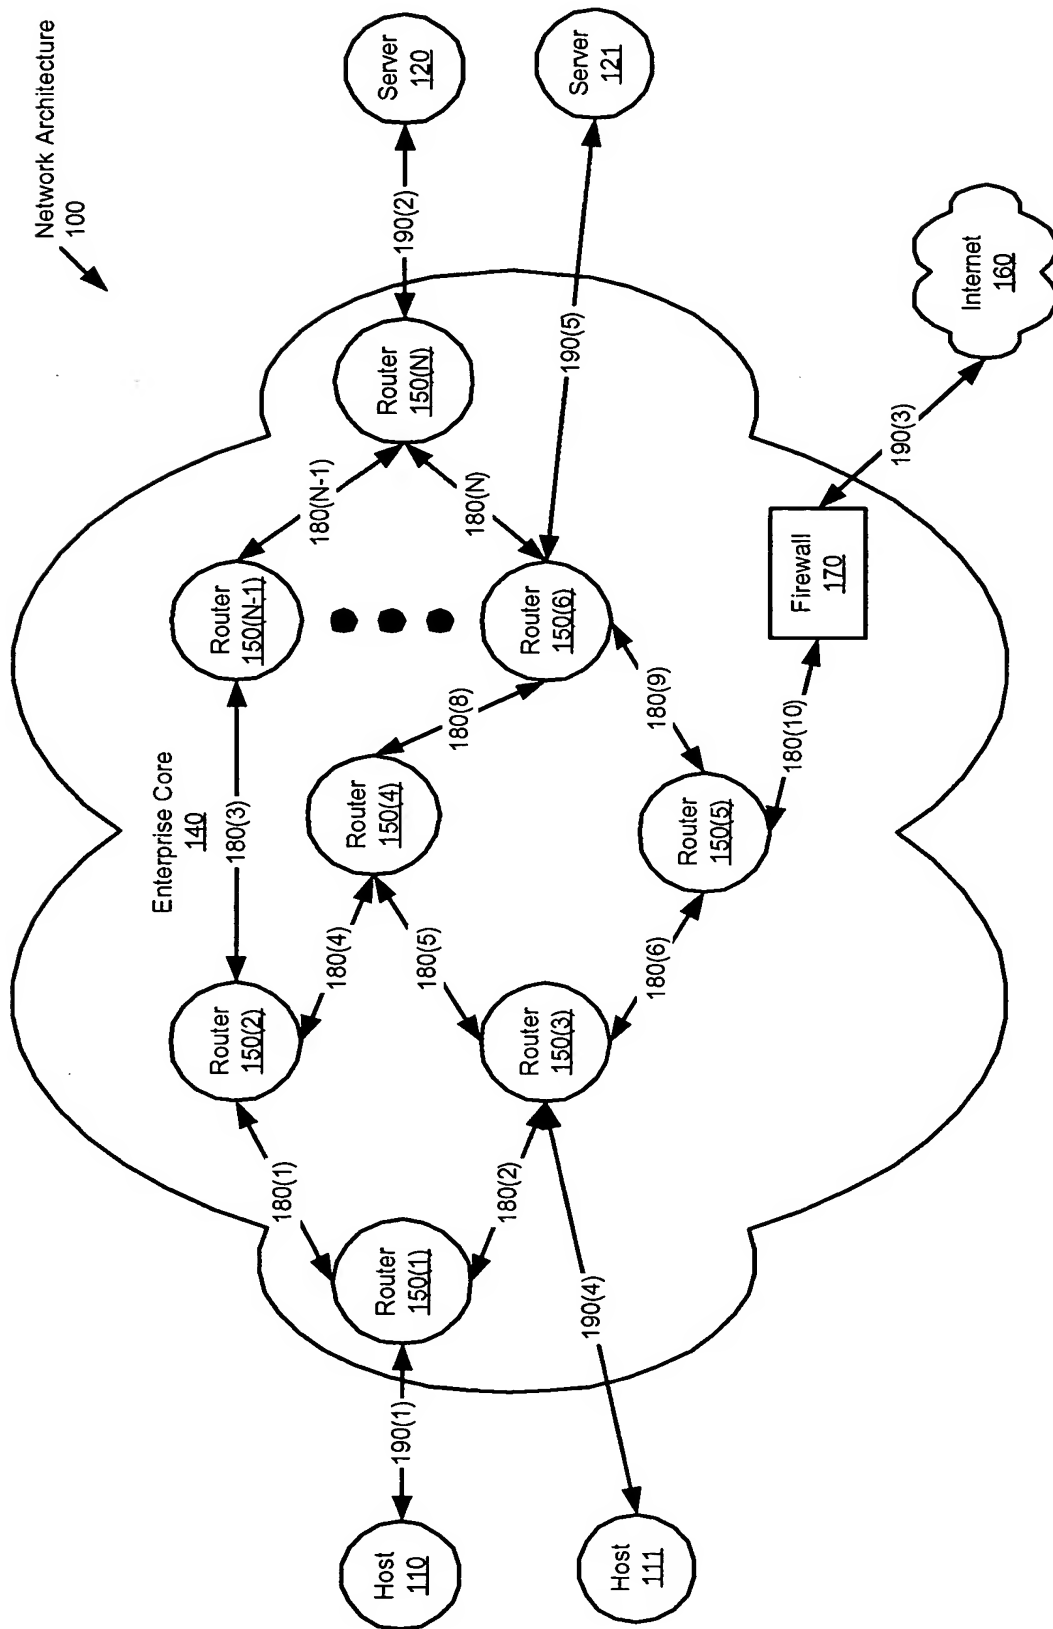 Network Architecture
100
Enterprise Core
140
Host
110
190(1)
Router
150(1)
180(1)
180(2)
Router
150(2)
180(3)
180(4)
Router
150(N-1)
180(N-1)
Router
150(N)
190(2)
Server
120
Router
150(4)
180(5)
180(8)
180(N)
Host
111
190(4)
Router
150(3)
180(6)
Router
150(6)
190(5)
Server
121
180(9)
Router
150(5)
180(10)
Firewall
170
190(3)
Internet
160